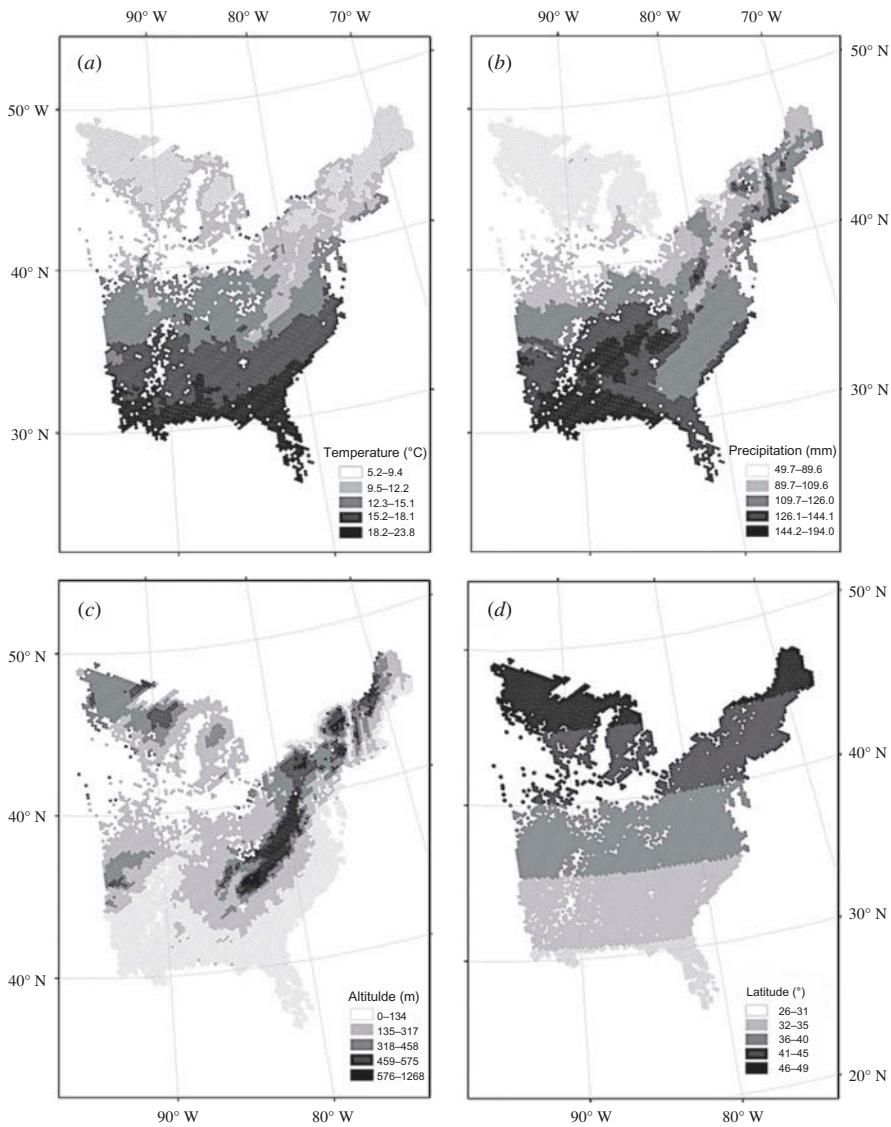 90° W 80° W 70° W 90° W 80° W 70° W
(a)
(b)
50° N
50° W
40° N
40° N
30° N
30° N
Temperature (°C)
5.2–9.4
9.5–12.2
12.3–15.1
15.2–18.1
18.2–23.8
Precipitation (mm)
49.7–89.6
89.7–109.6
109.7–126.0
126.1–144.1
144.2–194.0
(c)
(d)
50° N
50° N
40° N
40° N
30° N
40° N
20° N
Altitulde (m)
0–134
135–317
318–458
459–575
576–1268
Latitude (°)
26–31
32–35
36–40
41–45
46–49
90° W 80° W 90° W 80° W